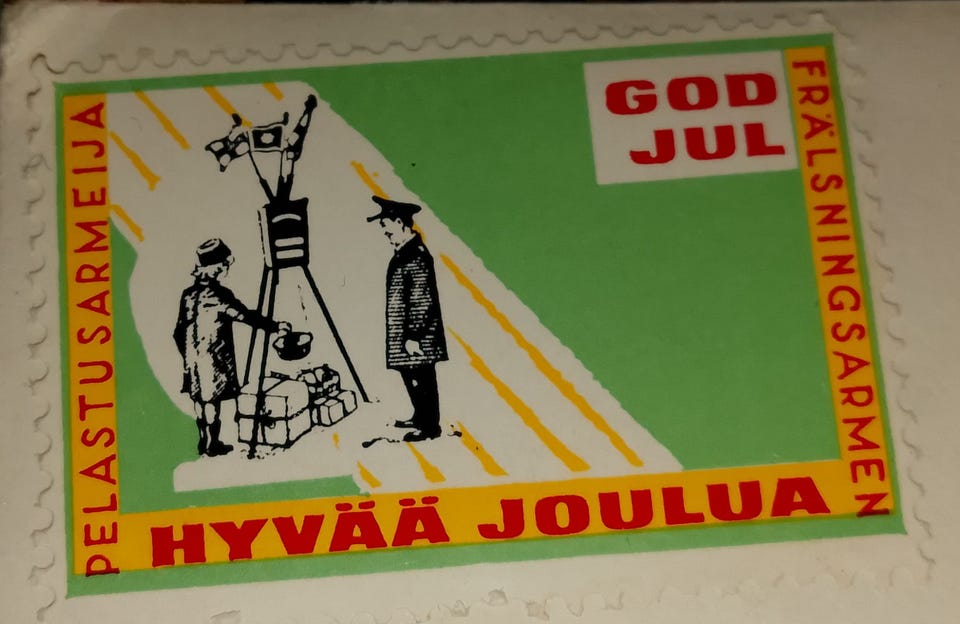 PELASTUSARMEIJA
GOD
JUL
FRÄLSNINGSARMEN
HYVÄÄ JOULUA